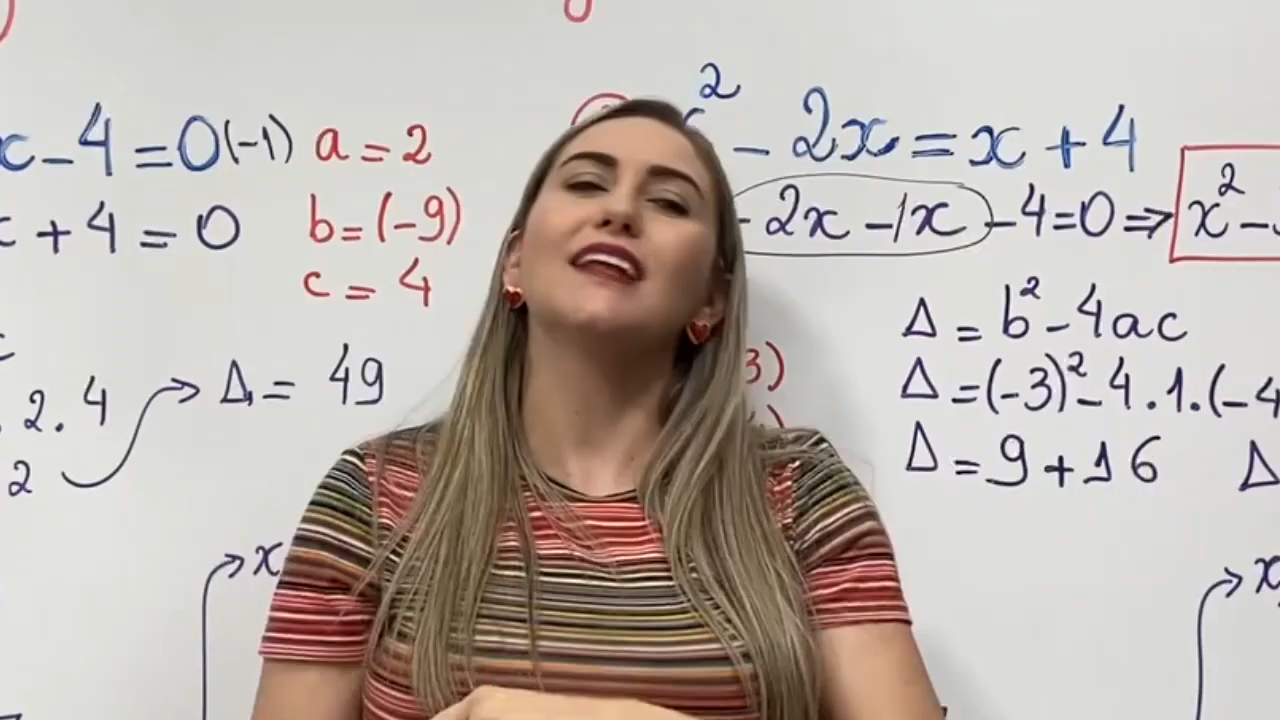 x-4=0(-1)
x+4=0
a=2
b=(-9)
c=4
.2.4
2
Δ=49
x
2
-2x=x+4
-2x-1x-4=0⇒
x²-
3)
Δ=b²-4ac
Δ=(-3)²-4.1.(-4
Δ=9+16
Δ
x